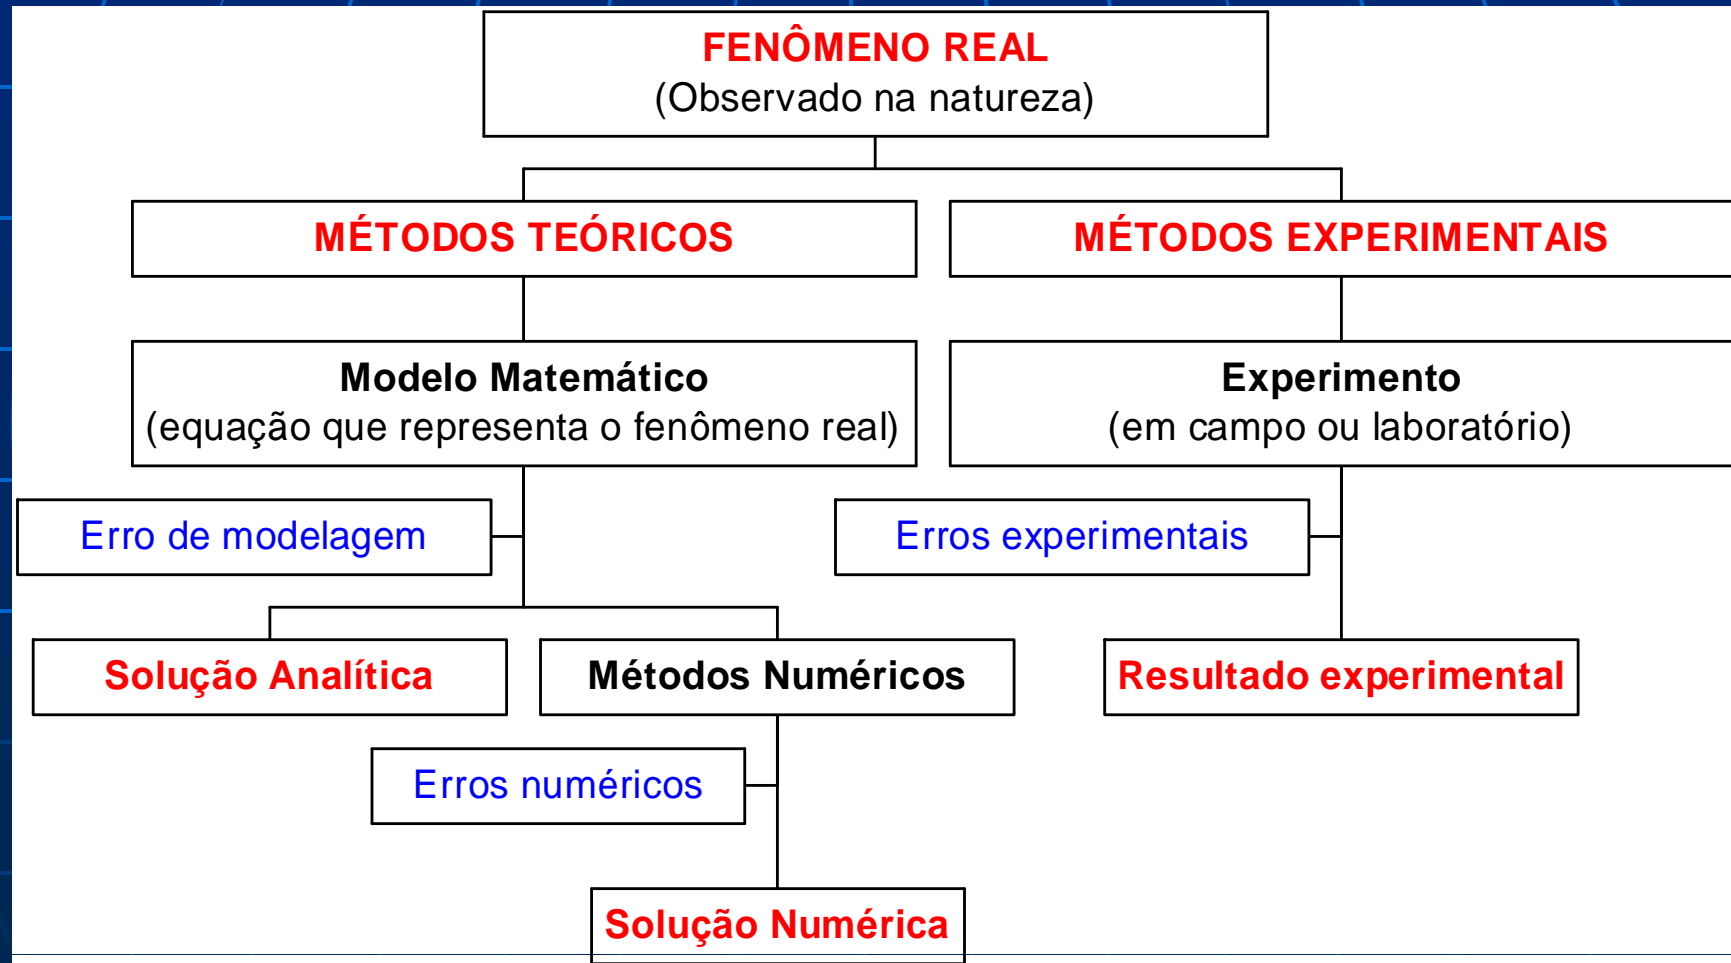 FENÔMENO REAL
(Observado na natureza)
MÉTODOS TEÓRICOS
MÉTODOS EXPERIMENTAIS
Modelo Matemático
(equação que representa o fenômeno real)
Experimento
(em campo ou laboratório)
Erro de modelagem
Erros experimentais
Solução Analítica
Métodos Numéricos
Resultado experimental
Erros numéricos
Solução Numérica